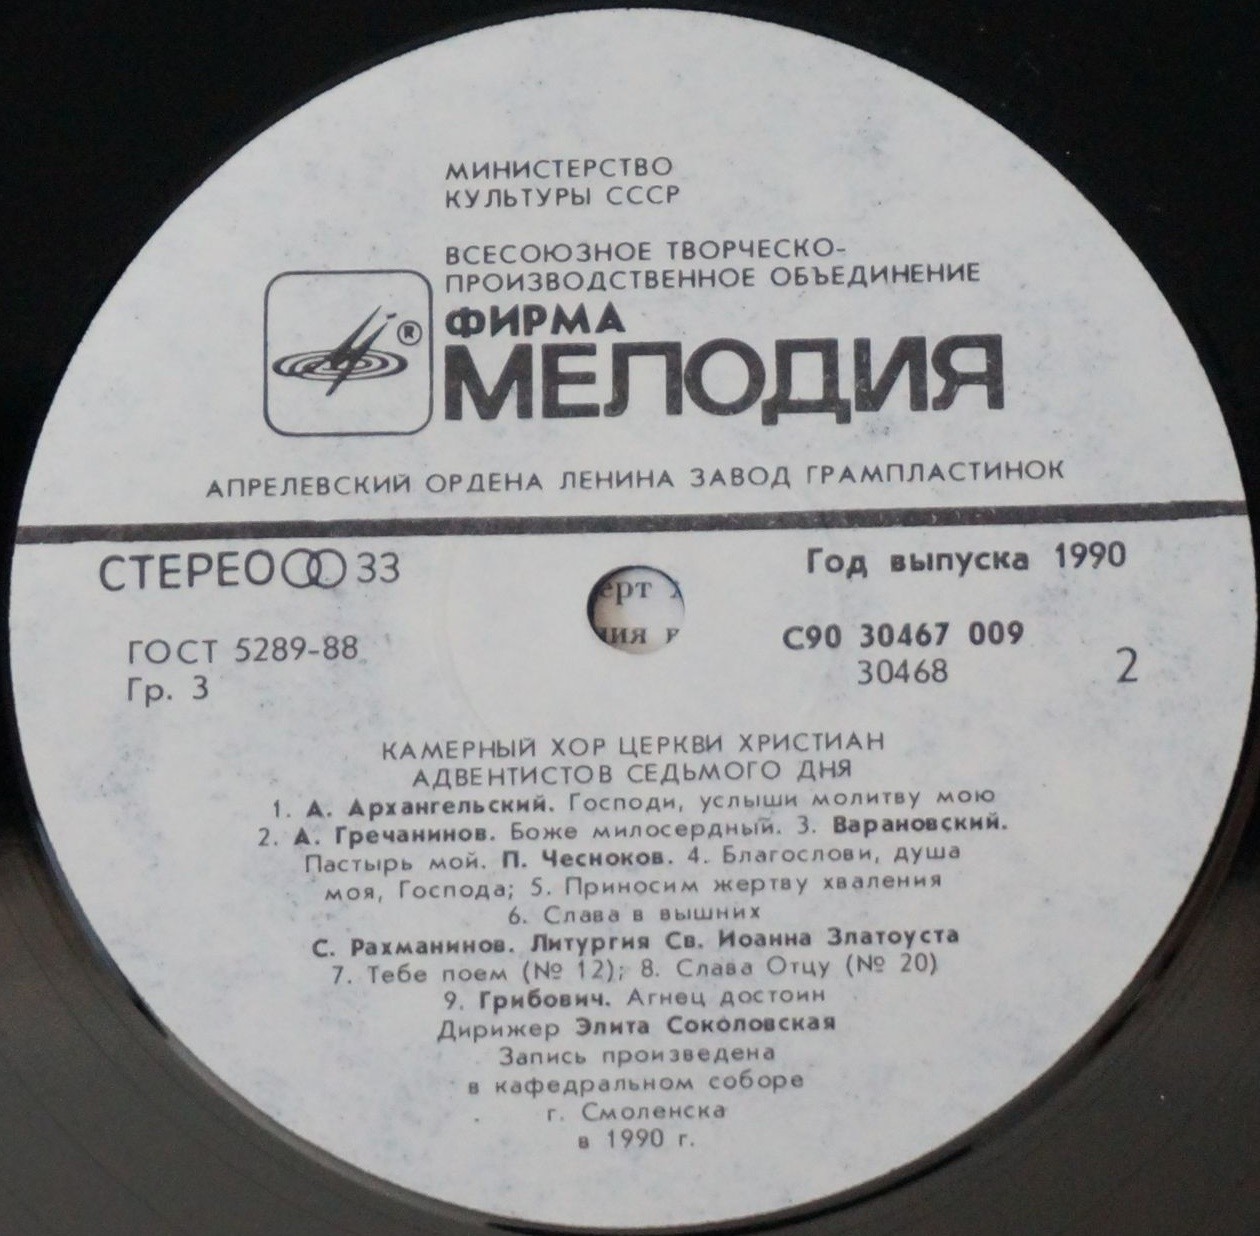 МИНИСТЕРСТВО
КУЛЬТУРЫ СССР
ВСЕСОЮЗНОЕ ТВОРЧЕСКО-
ПРОИЗВОДСТВЕННОЕ ОБЪЕДИНЕНИЕ
®
ФИРМА
МЕЛОДИЯ
АПРЕЛЕВСКИЙ ОРДЕНА ЛЕНИНА ЗАВОД ГРАМПЛАСТИНОК
СТЕРЕО 33
Год выпуска 1990
ГОСТ 5289-88
Гр. 3
С90 30467 009
30468
2
КАМЕРНЫЙ ХОР ЦЕРКВИ ХРИСТИАН
АДВЕНТИСТОВ СЕДЬМОГО ДНЯ
1. А. Архангельский. Господи, услыши молитву мою
2. А. Гречанинов. Боже милосердный. 3. Варановский.
Пастырь мой. П. Чесноков. 4. Благослови, душа
моя, Господа; 5. Приносим жертву хваления
6. Слава в вышних
С. Рахманинов. Литургия Св. Иоанна Златоуста
7. Тебе поем (№ 12); 8. Слава Отцу (№ 20)
9. Грибович. Агнец достоин
Дирижер Элита Соколовская
Запись произведена
в кафедральном соборе
г. Смоленска
в 1990 г.